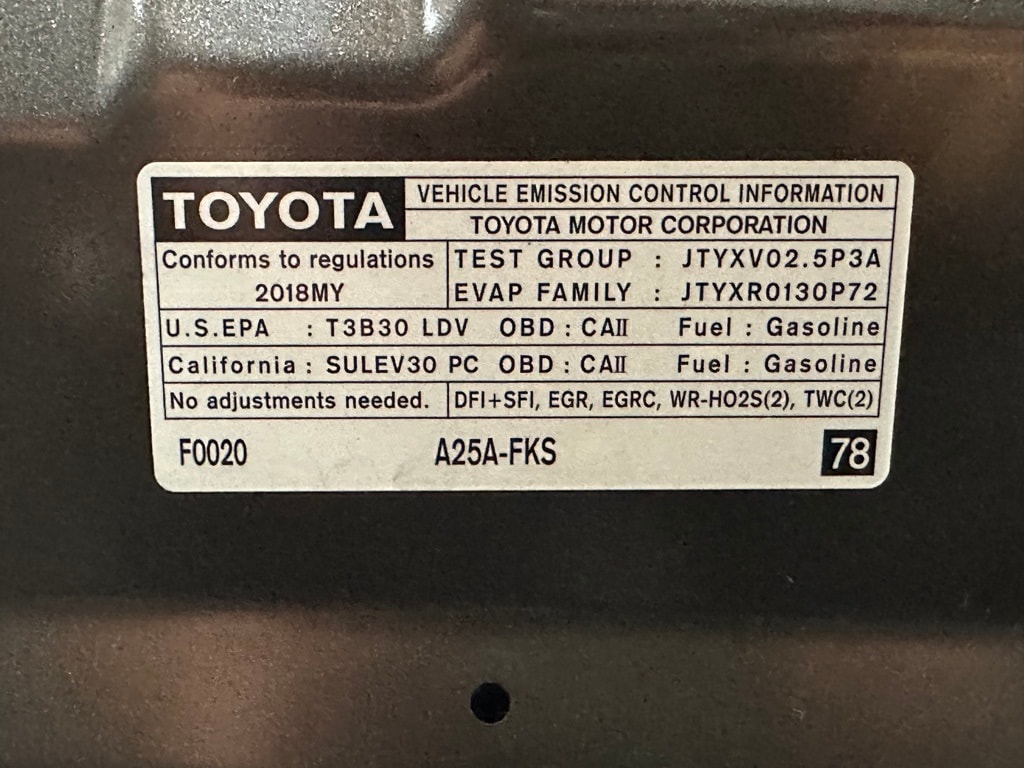 TOYOTA VEHICLE EMISSION CONTROL INFORMATION
TOYOTA MOTOR CORPORATION
Conforms to regulations TEST GROUP : JTYXV02.5P3A
2018MY EVAP FAMILY : JTYXR0130P72
U.S.EPA : T3B30 LDV OBD : CAII Fuel : Gasoline
California : SULEV30 PC OBD : CAII Fuel : Gasoline
No adjustments needed. DFI+SFI, EGR, EGRC, WR-HO2S(2), TWC(2)
F0020 A25A-FKS 78